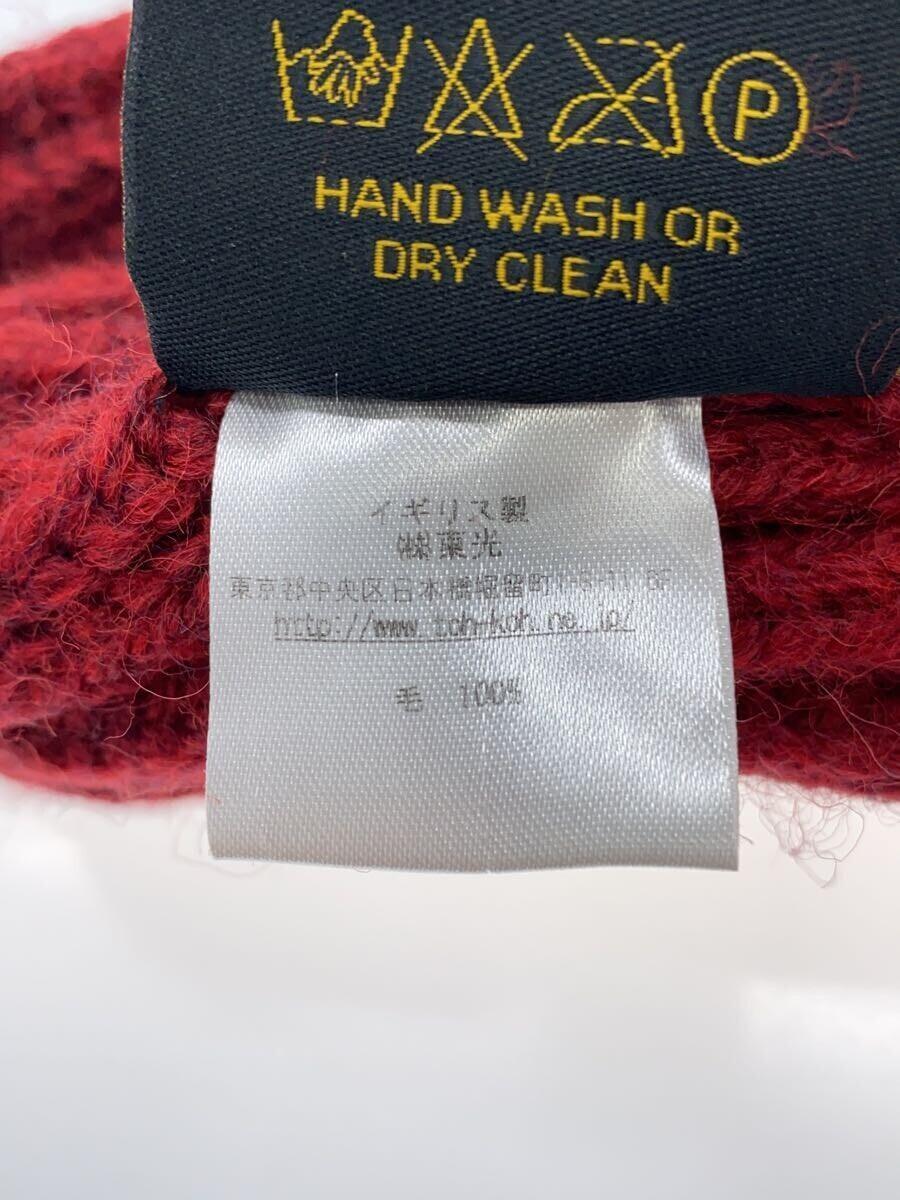 P
HAND WASH OR
DRY CLEAN
イギリス製
㈱東光
東京都中央区日本橋堀留町
http://www.toh-koh.ne.jp/
毛 100%